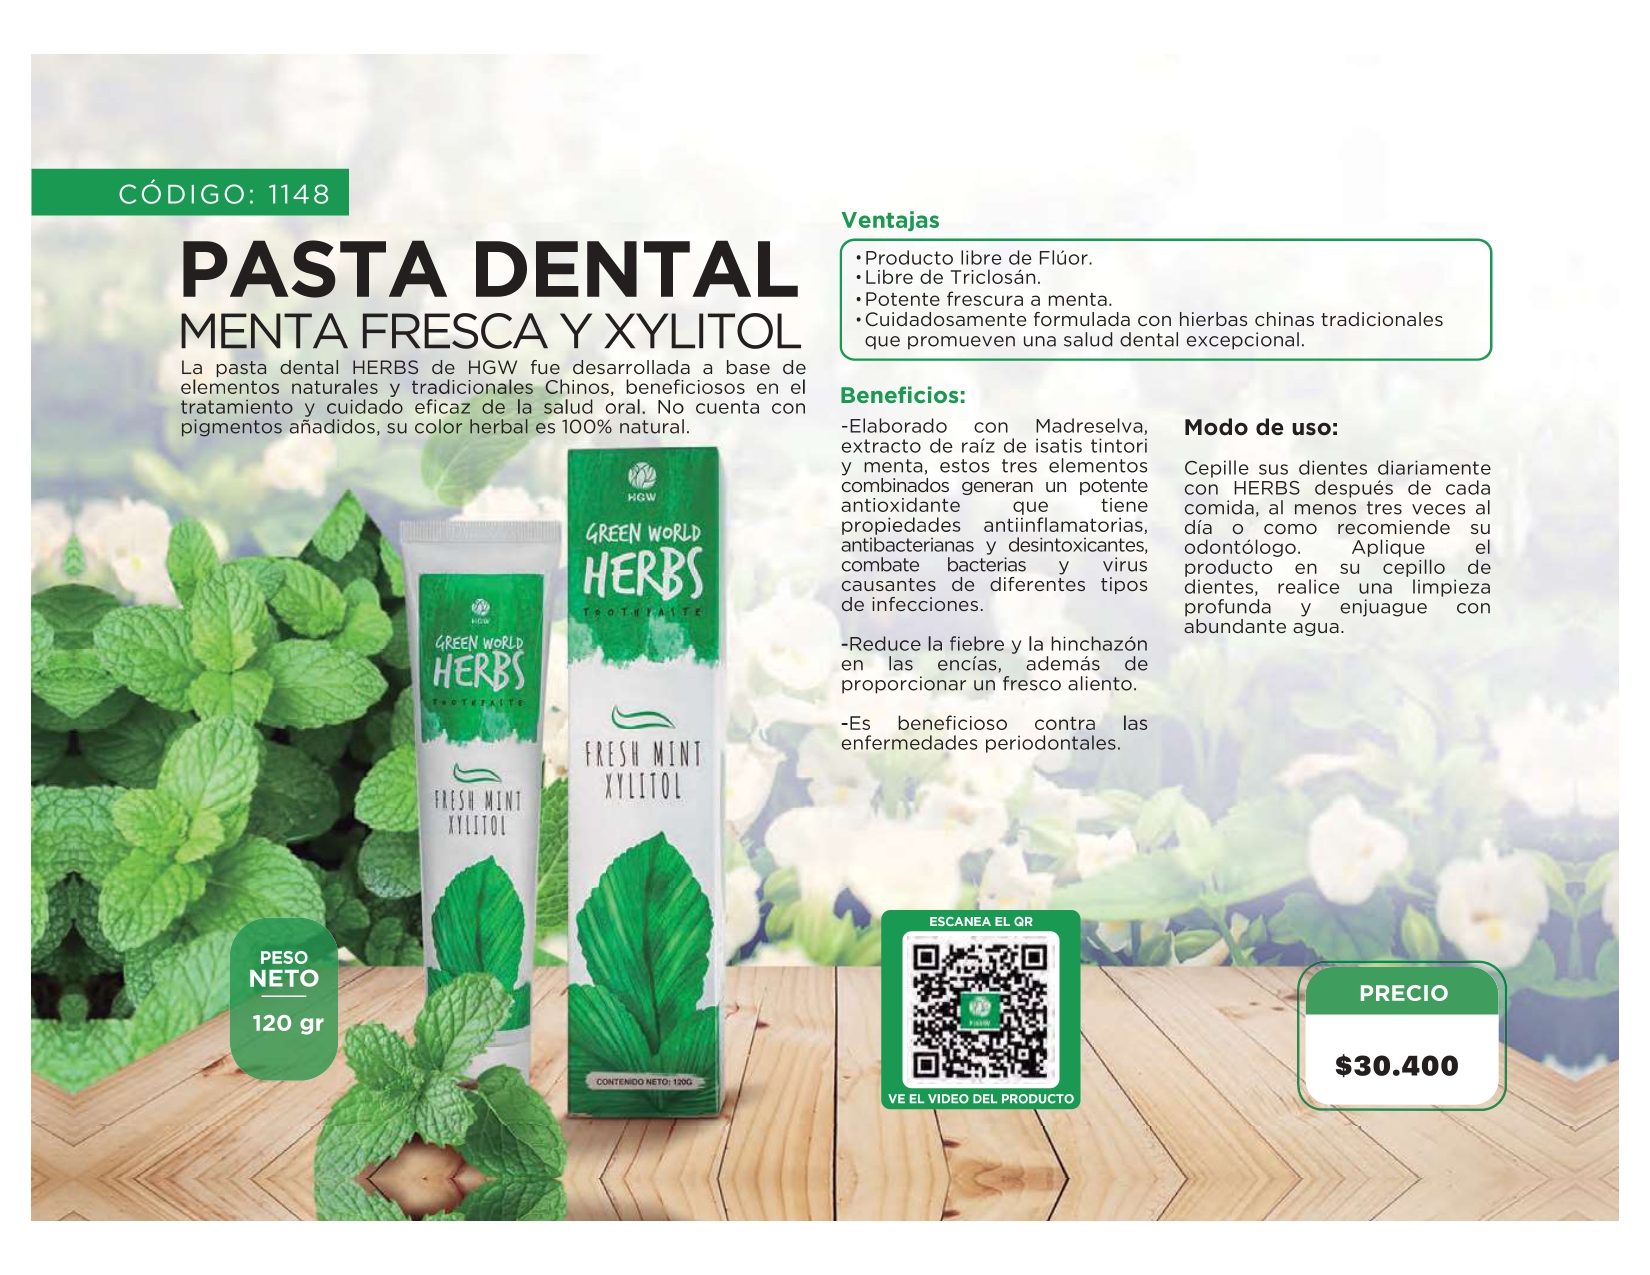 CÓDIGO: 1148
PASTA DENTAL
MENTA FRESCA Y XYLITOL
La pasta dental HERBS de HGW fue desarrollada a base de
elementos naturales y tradicionales Chinos, beneficiosos en el
tratamiento y cuidado eficaz de la salud oral. No cuenta con
pigmentos añadidos, su color herbal es 100% natural.
HGW
GREEN WORLD
HERBS
TOOTHPASTE
FRESH MINT
XYLITOL
HGW
GREEN WORLD
HERBS
TOOTHPASTE
FRESH MINT
XYLITOL
CONTENIDO NETO: 120G
PESO
NETO
120 gr
Ventajas
•Producto libre de Flúor.
•Libre de Triclosán.
•Potente frescura a menta.
•Cuidadosamente formulada con hierbas chinas tradicionales
que promueven una salud dental excepcional.
Beneficios:
-Elaborado con Madreselva,
extracto de raíz de isatis tintori
y menta, estos tres elementos
combinados generan un potente
antioxidante que tiene
propiedades antiinflamatorias,
antibacterianas y desintoxicantes,
combate bacterias y virus
causantes de diferentes tipos
de infecciones.
-Reduce la fiebre y la hinchazón
en las encías, además de
proporcionar un fresco aliento.
-Es beneficioso contra las
enfermedades periodontales.
Modo de uso:
Cepille sus dientes diariamente
con HERBS después de cada
comida, al menos tres veces al
día o como recomiende su
odontólogo. Aplique el
producto en su cepillo de
dientes, realice una limpieza
profunda y enjuague con
abundante agua.
ESCANEA EL QR
HGW
VE EL VIDEO DEL PRODUCTO
PRECIO
$30.400